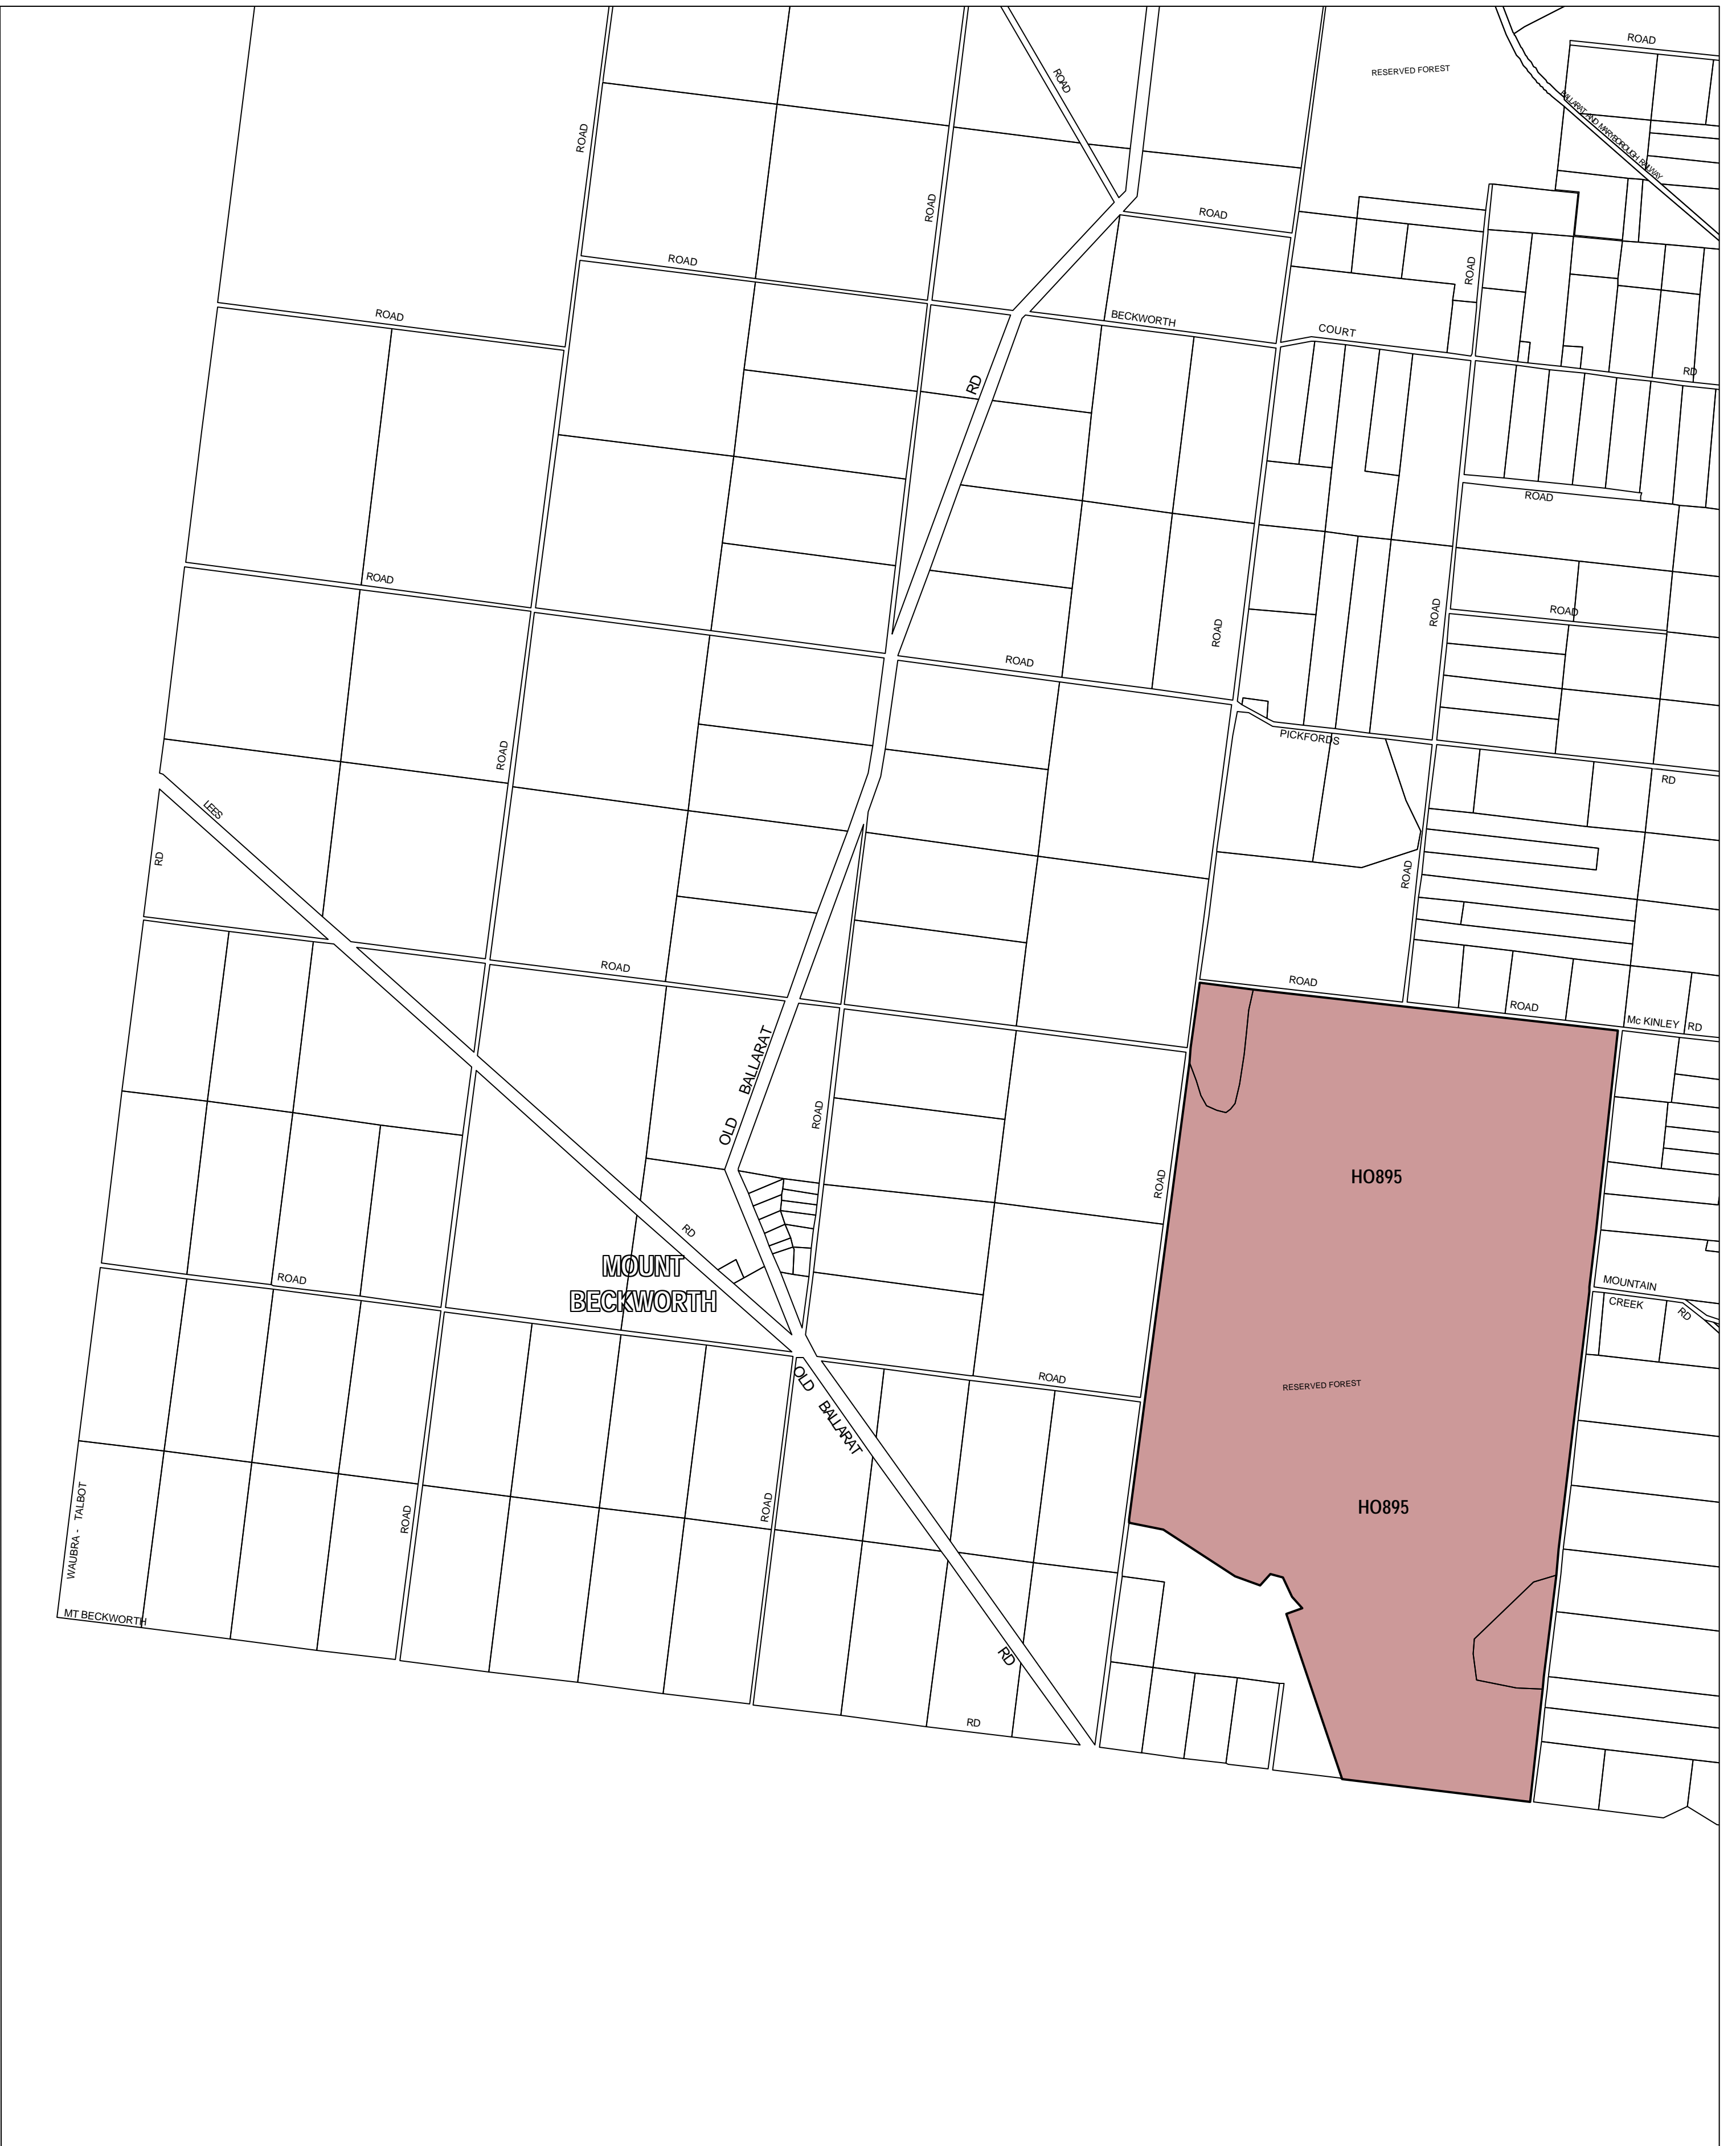 ROAD
RESERVED FOREST
ROAD
BALLARAT AND MARYBOROUGH RAILWAY
ROAD
ROAD
ROAD
ROAD
ROAD
ROAD
BECKWORTH
COURT
RD
ROAD
RD
ROAD
ROAD
ROAD
ROAD
ROAD
ROAD
PICKFORDS
RD
ROAD
LEES
RD
ROAD
ROAD
ROAD
ROAD
Mc KINLEY RD
OLD BALLARAT
ROAD
ROAD
HO895
RD
MOUNT
BECKWORTH
ROAD
MOUNTAIN
CREEK
RD
ROAD
OLD BALLARAT
RESERVED FOREST
WAUBRA - TALBOT
ROAD
ROAD
HO895
MT BECKWORTH
RD
RD